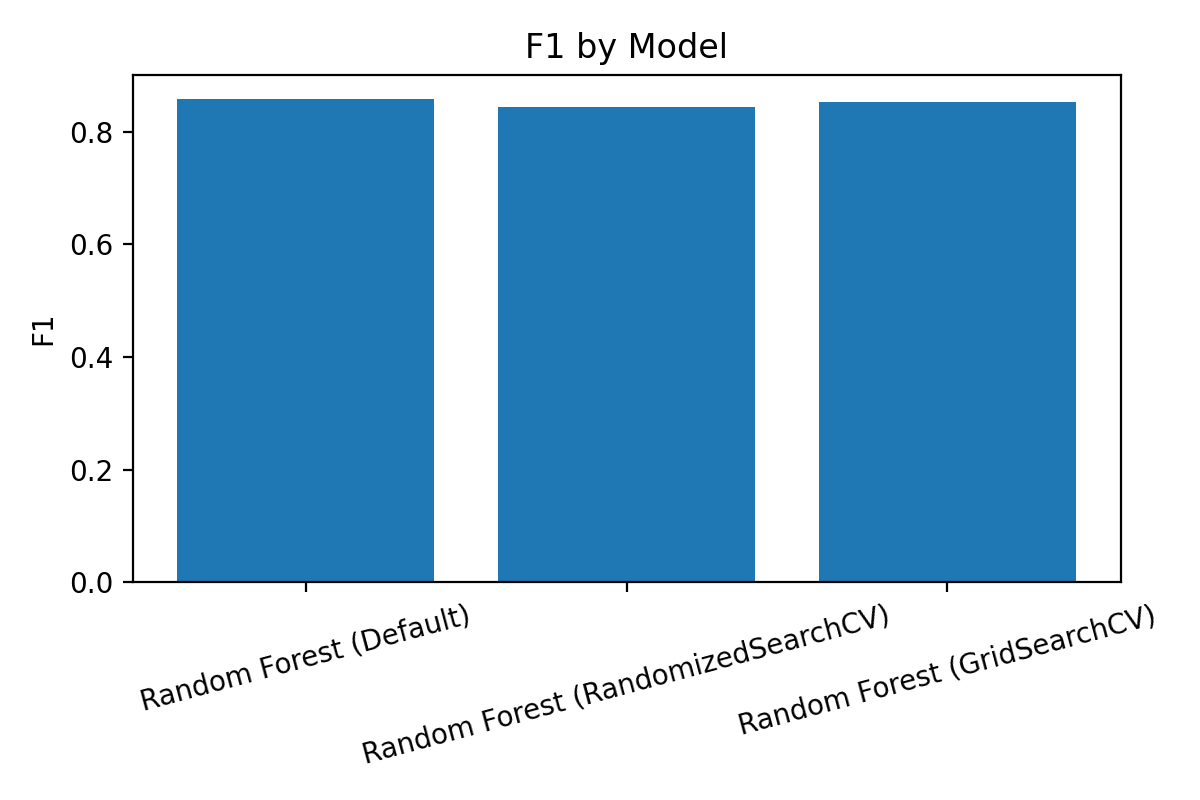 F1 by Model
F1
0.8
0.6
0.4
0.2
0.0
Random Forest (Default)
Random Forest (RandomizedSearchCV)
Random Forest (GridSearchCV)